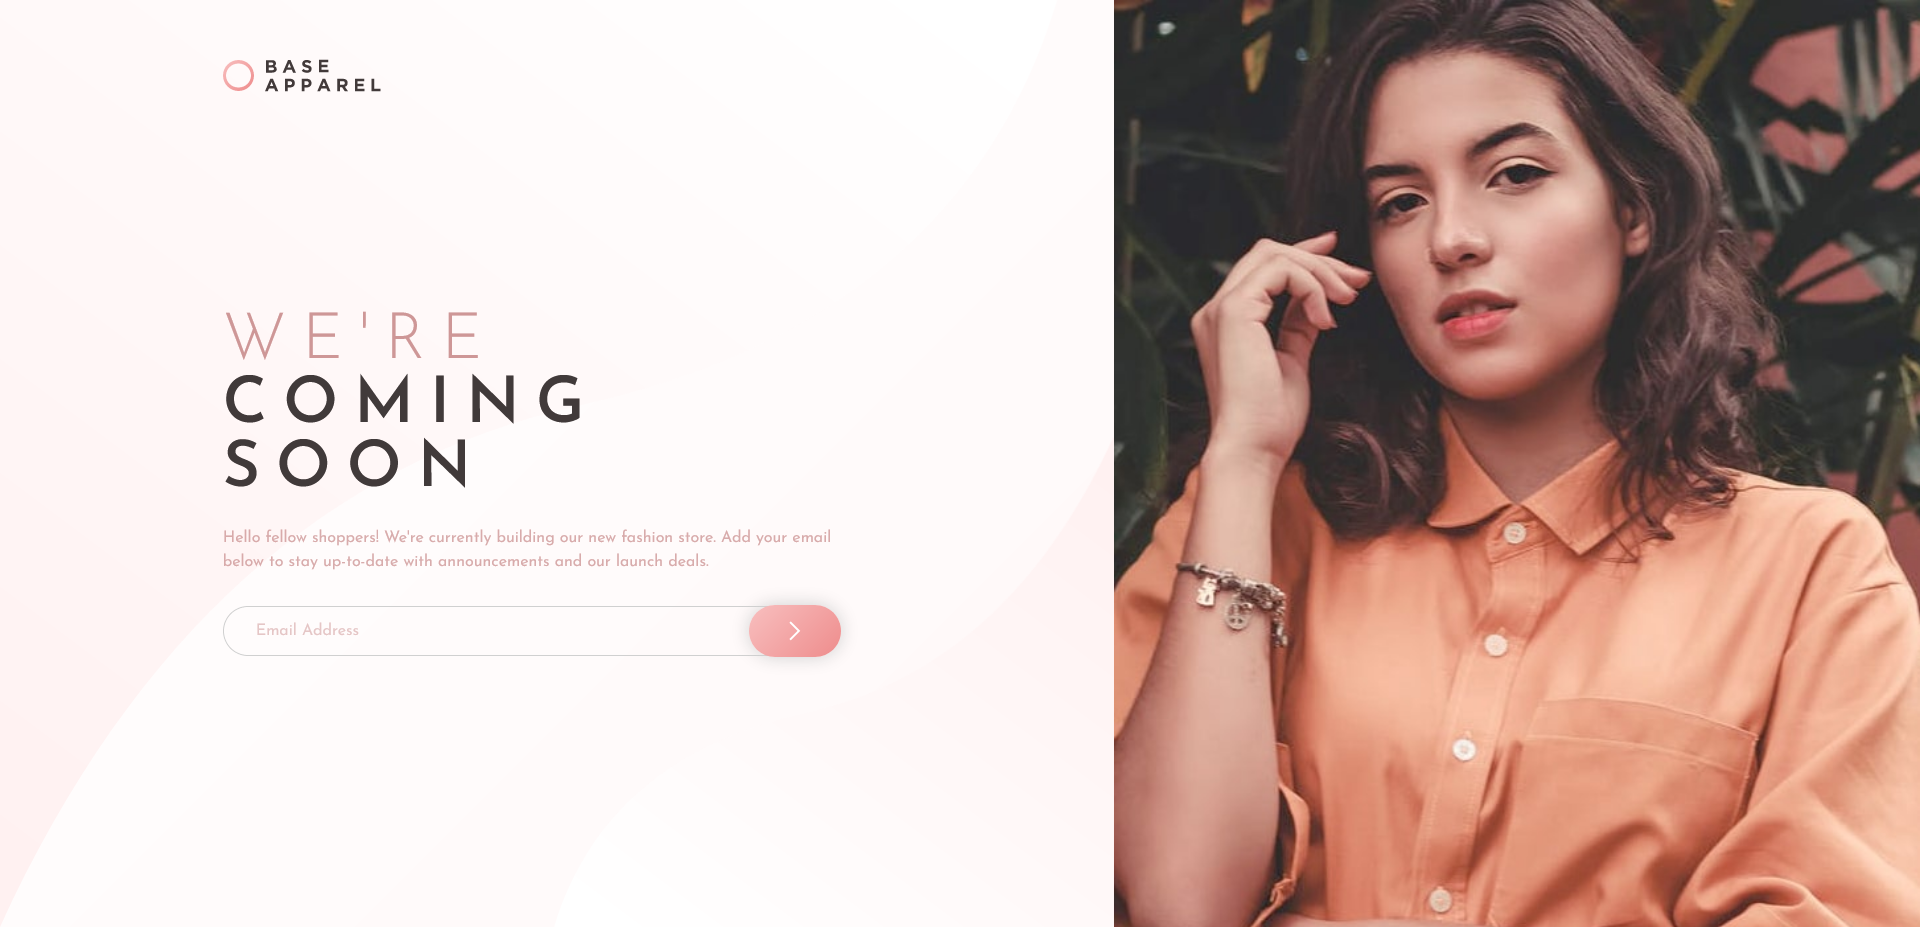 BASE
APPAREL
WE'RE
COMING
SOON
Hello fellow shoppers! We're currently building our new fashion store. Add your email
below to stay up-to-date with announcements and our launch deals.
Email Address